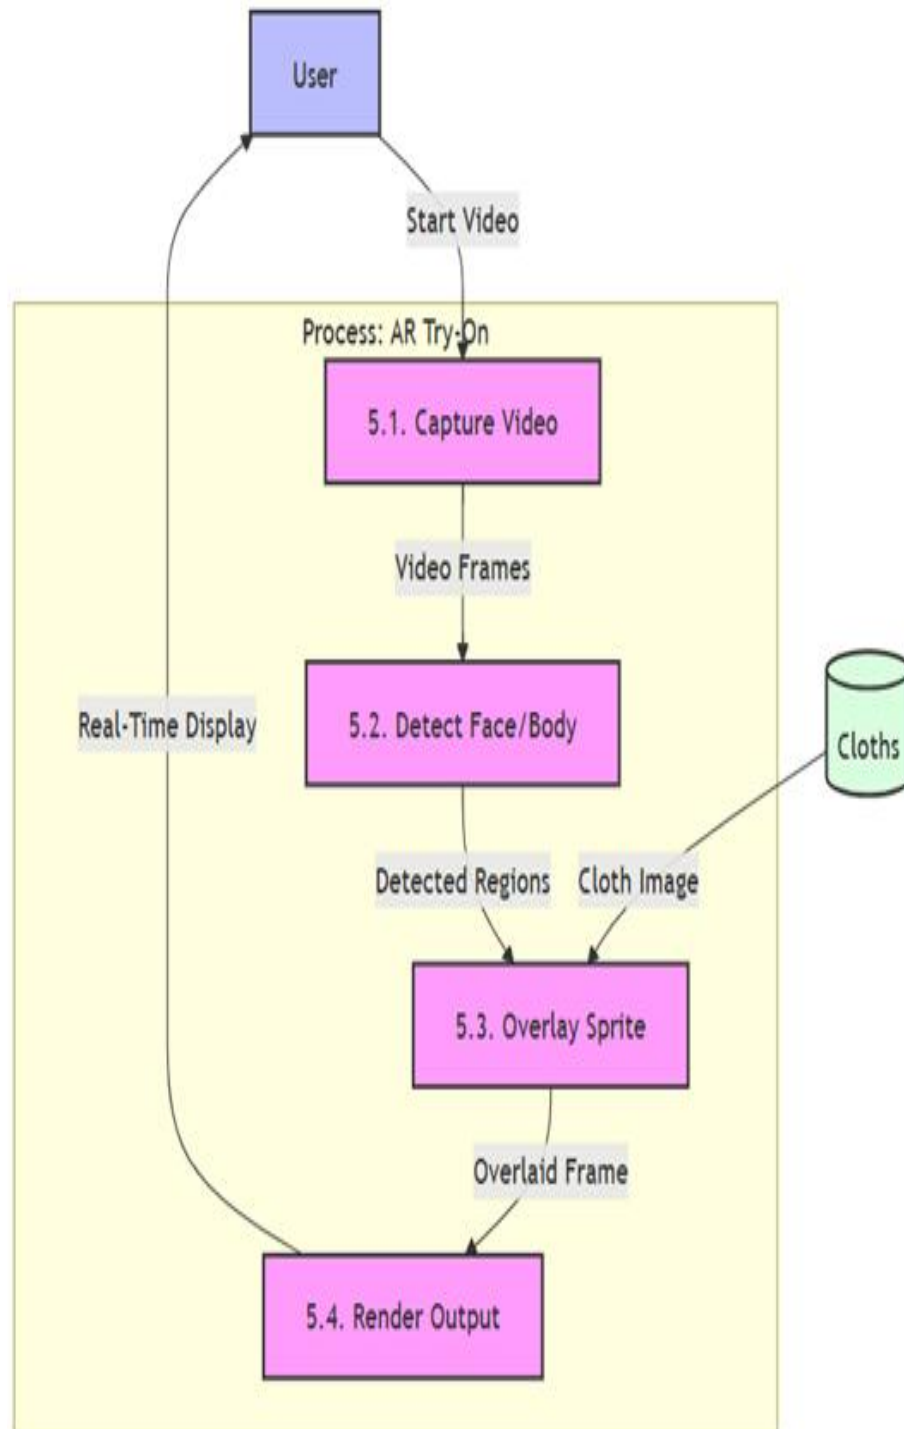 User
Start Video
Process: AR Try-On
5.1. Capture Video
Video Frames
5.2. Detect Face/Body
Real-Time Display
Cloths
Detected Regions
Cloth Image
5.3. Overlay Sprite
Overlaid Frame
5.4. Render Output